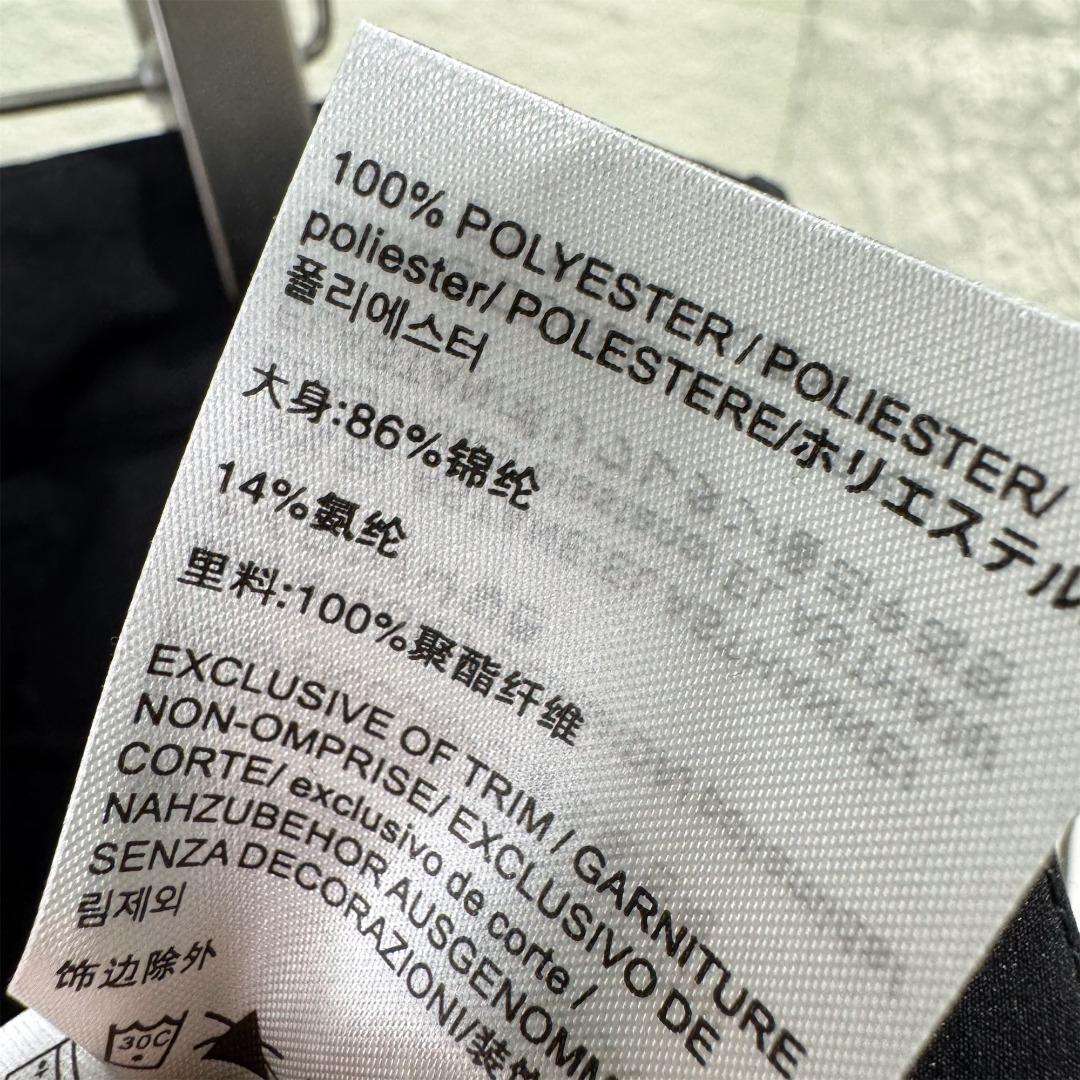 100% POLYESTER / POLIESTER/
poliester/ POLESTERE/ホリエステル
폴리에스터
大身:86%锦纶
14%氨纶
里料:100%聚酯纤维
EXCLUSIVE OF TRIM / GARNITURE
NON-OMPRISE/ EXCLUSIVO DE
CORTE/ exclusivo de corte /
NAHZUBEHOR AUSGENOMM
SENZA DECORAZIONI/装
림제외
饰边除外
30C